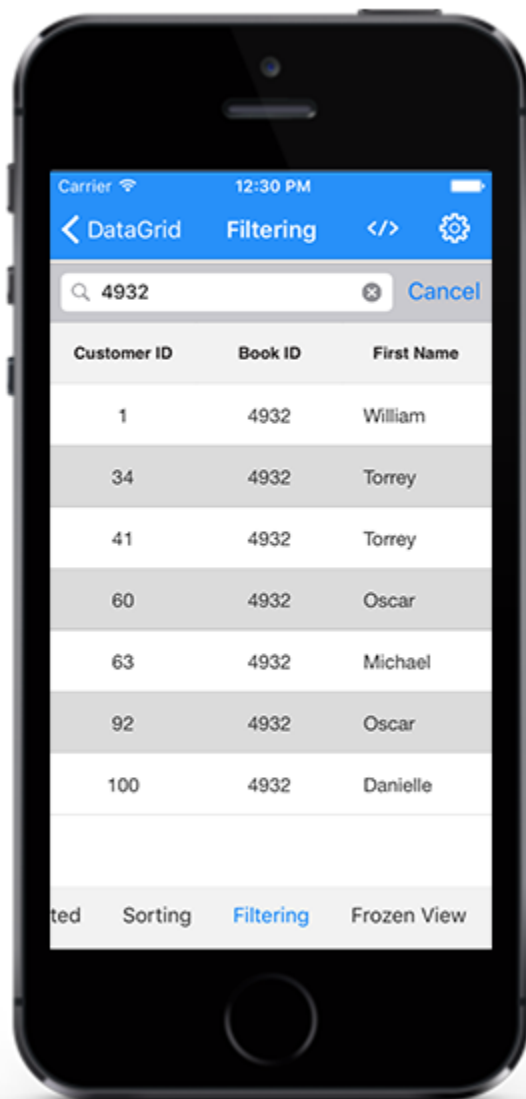 Carrier 12:30 PM
DataGrid Filtering </>
4932 Cancel
Customer ID Book ID First Name
1 4932 William
34 4932 Torrey
41 4932 Torrey
60 4932 Oscar
63 4932 Michael
92 4932 Oscar
100 4932 Danielle
ted Sorting Filtering Frozen View